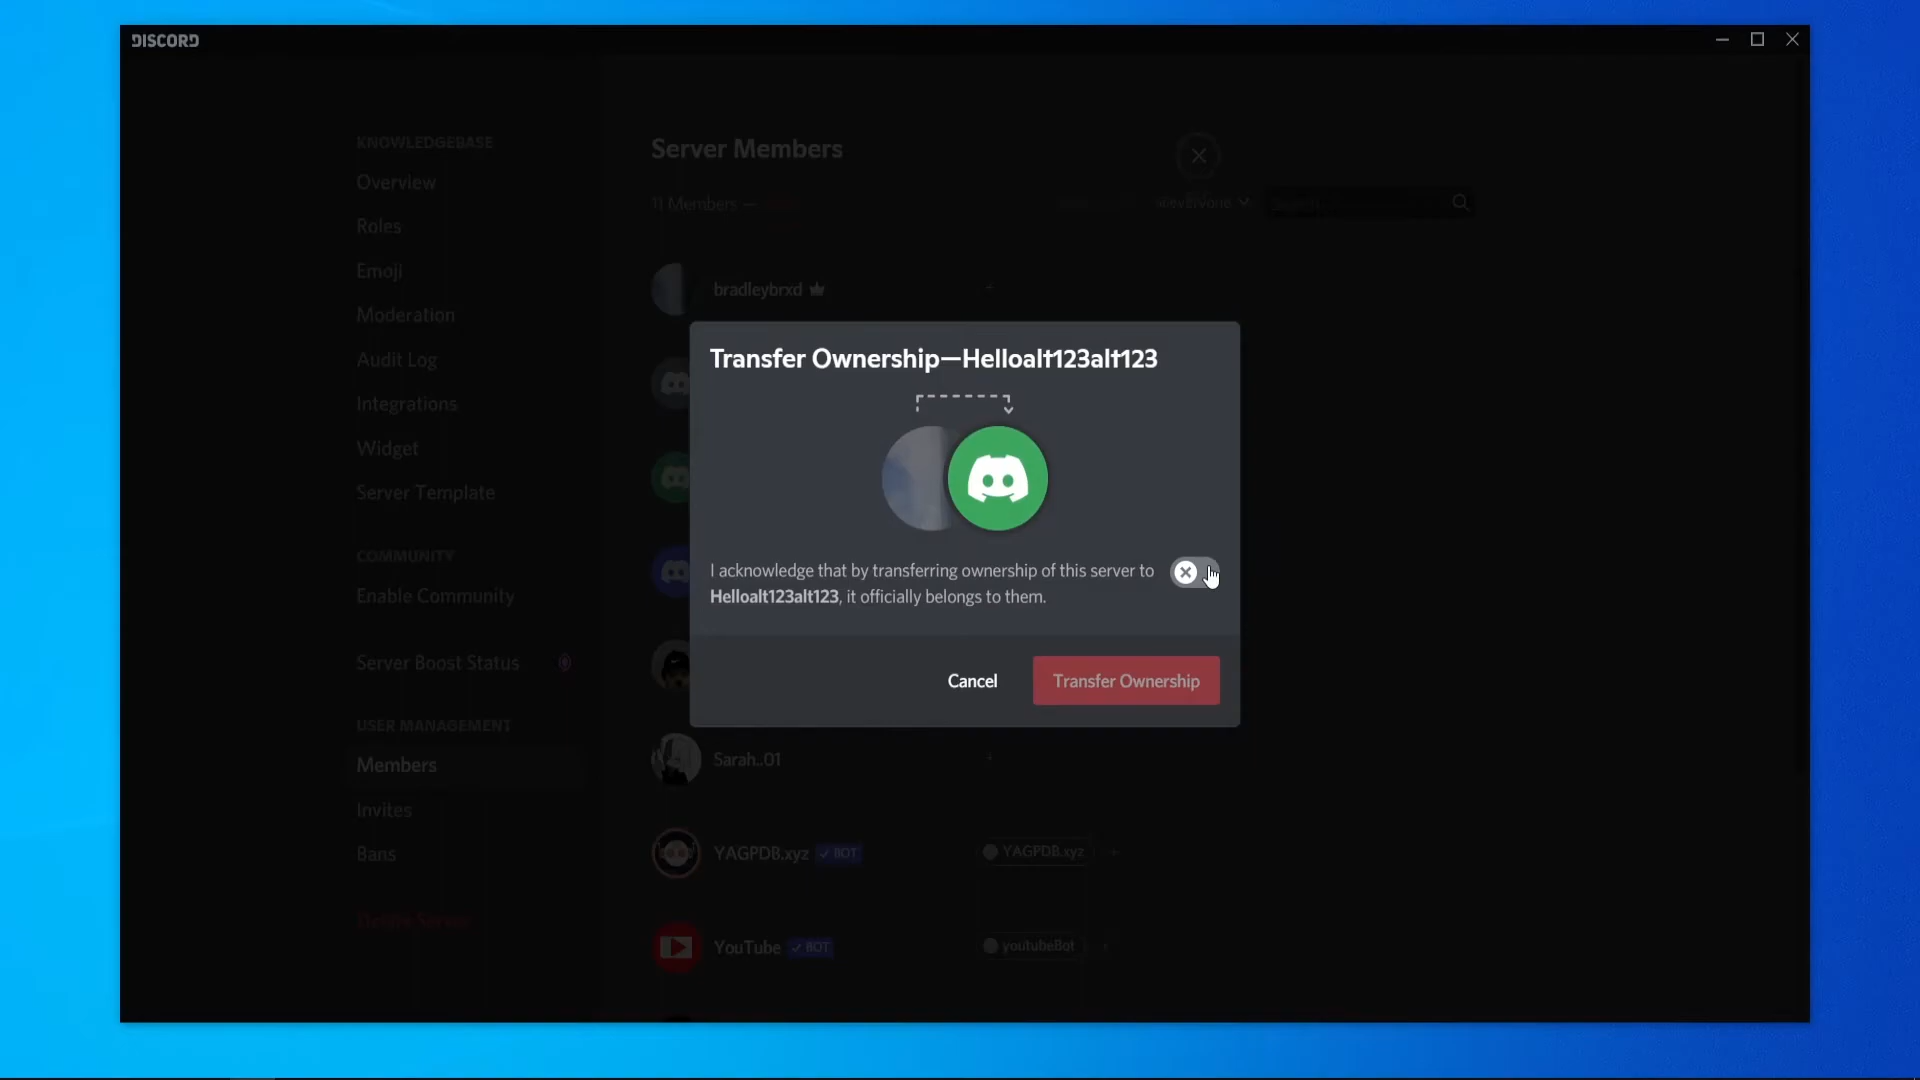 DISCORD
KNOWLEDGEBASE
Overview
Roles
Emoji
Moderation
Audit Log
Integrations
Widget
Server Template
COMMUNITY
Enable Community
Server Boost Status
USER MANAGEMENT
Members
Invites
Bans
Delete Server
Server Members
11 Members —
bradleybrxd
Transfer Ownership—Helloalt123alt123
I acknowledge that by transferring ownership of this server to
Helloalt123alt123, it officially belongs to them.
Cancel
Transfer Ownership
Sarah..01
YAGPDB.xyz ✓ BOT
YAGPDB.xyz +
YouTube ✓ BOT
youtubeBot